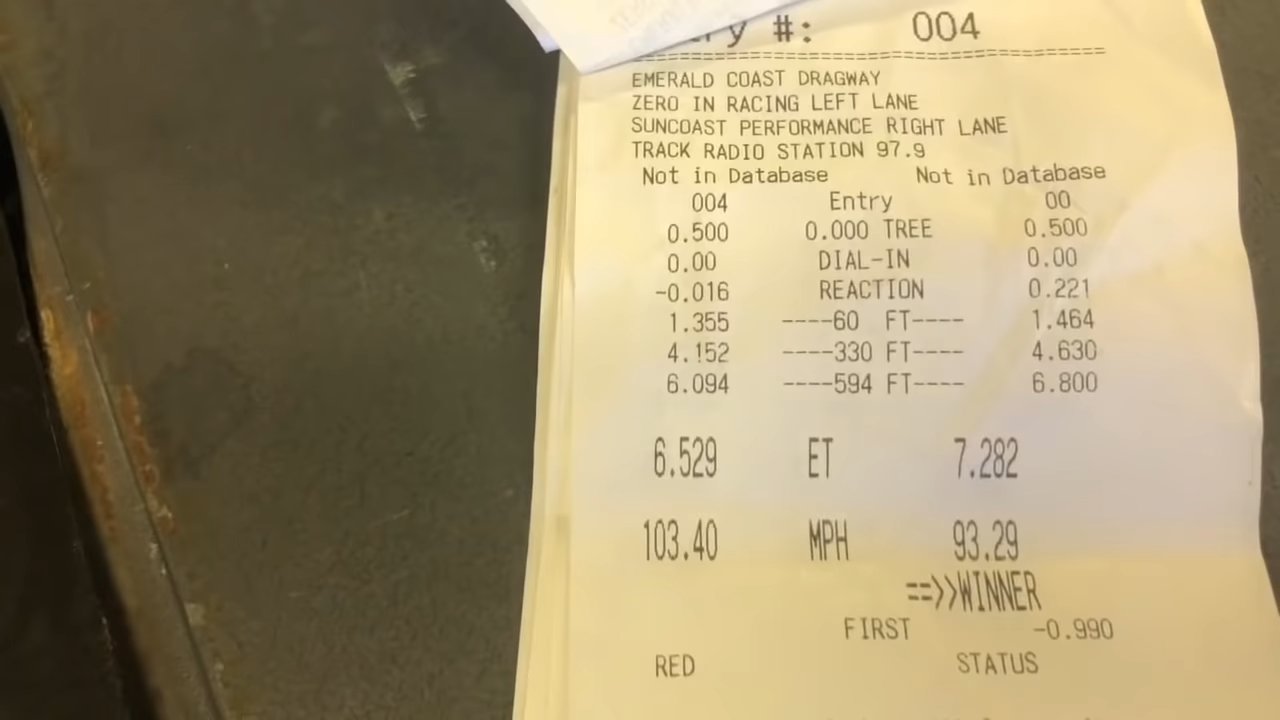 #: 004
==============================================
EMERALD COAST DRAGWAY
ZERO IN RACING LEFT LANE
SUNCOAST PERFORMANCE RIGHT LANE
TRACK RADIO STATION 97.9
Not in Database Not in Database
004 Entry 00
0.500 0.000 TREE 0.500
0.00 DIAL-IN 0.00
-0.016 REACTION 0.221
1.355 ----60 FT---- 1.464
4.152 ----330 FT---- 4.630
6.094 ----594 FT---- 6.800
6.529 ET 7.282
103.40 MPH 93.29
==>>WINNER
FIRST -0.990
RED STATUS